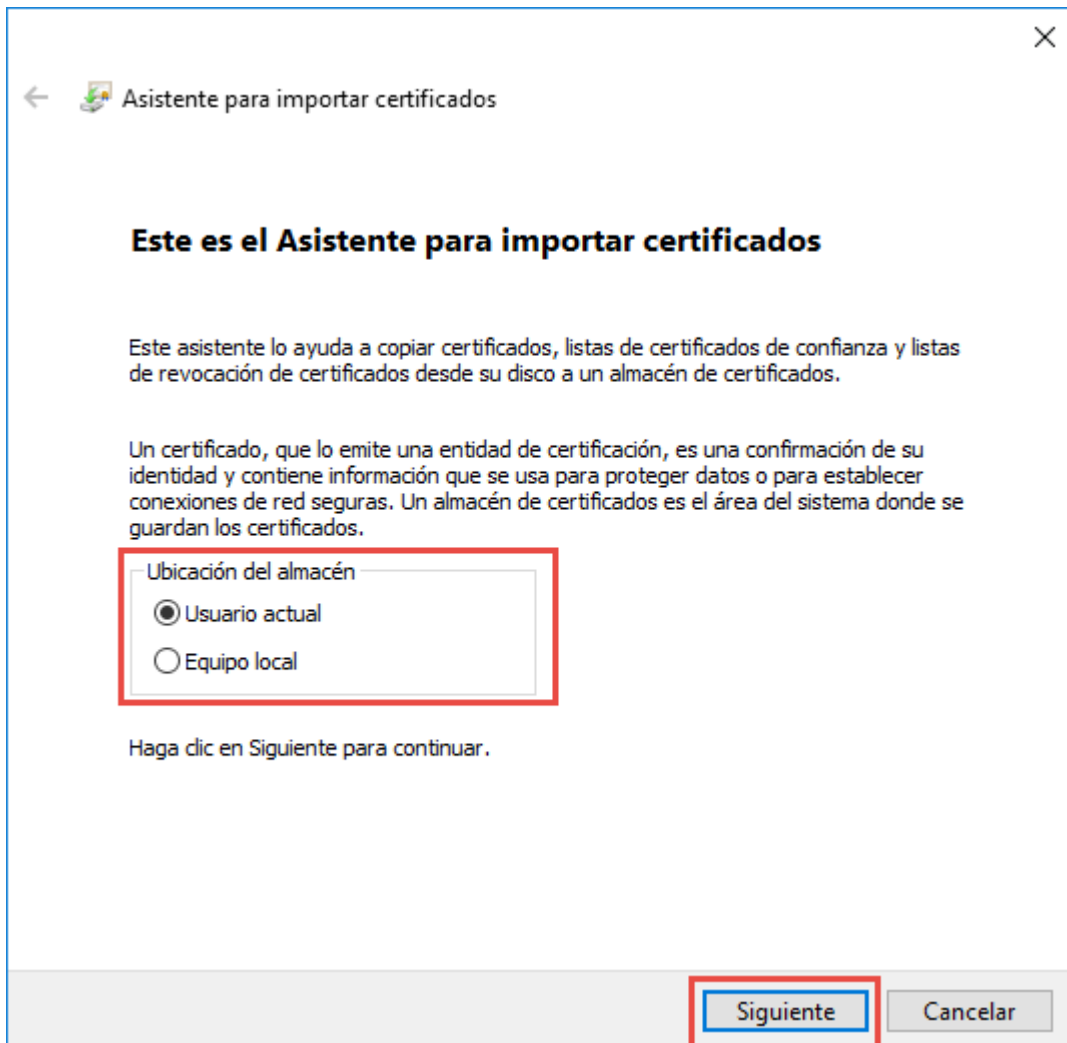 Asistente para importar certificados
Este es el Asistente para importar certificados
Este asistente lo ayuda a copiar certificados, listas de certificados de confianza y listas
de revocación de certificados desde su disco a un almacén de certificados.
Un certificado, que lo emite una entidad de certificación, es una confirmación de su
identidad y contiene información que se usa para proteger datos o para establecer
conexiones de red seguras. Un almacén de certificados es el área del sistema donde se
guardan los certificados.
Ubicación del almacén
Usuario actual
Equipo local
Haga clic en Siguiente para continuar.
Siguiente Cancelar